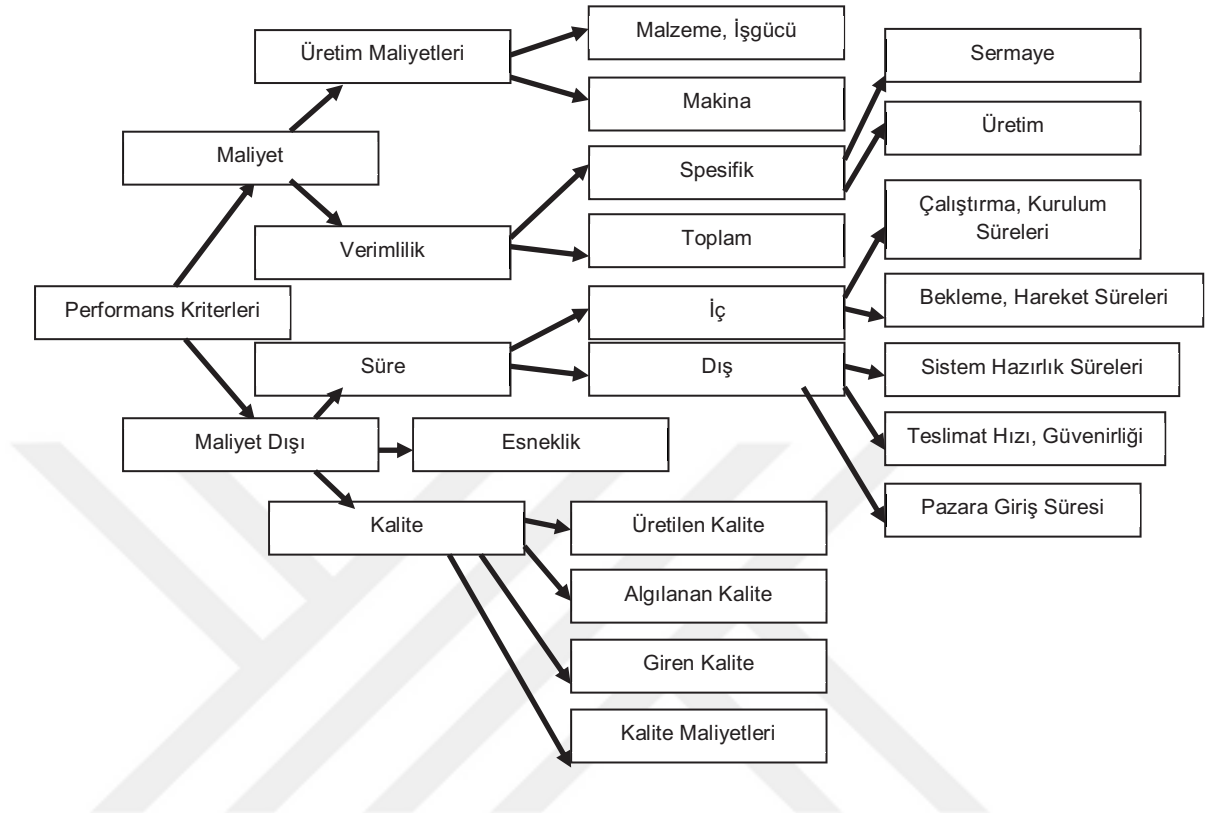 Malzeme, İşgücü
Üretim Maliyetleri
Sermaye
Makina
Üretim
Maliyet
Spesifik
Çalıştırma, Kurulum
Süreleri
Toplam
Verimlilik
Performans Kriterleri
İç
Bekleme, Hareket Süreleri
Süre
Dış
Sistem Hazırlık Süreleri
Maliyet Dışı
Esneklik
Teslimat Hızı, Güvenirliği
Pazara Giriş Süresi
Kalite
Üretilen Kalite
Algılanan Kalite
Giren Kalite
Kalite Maliyetleri